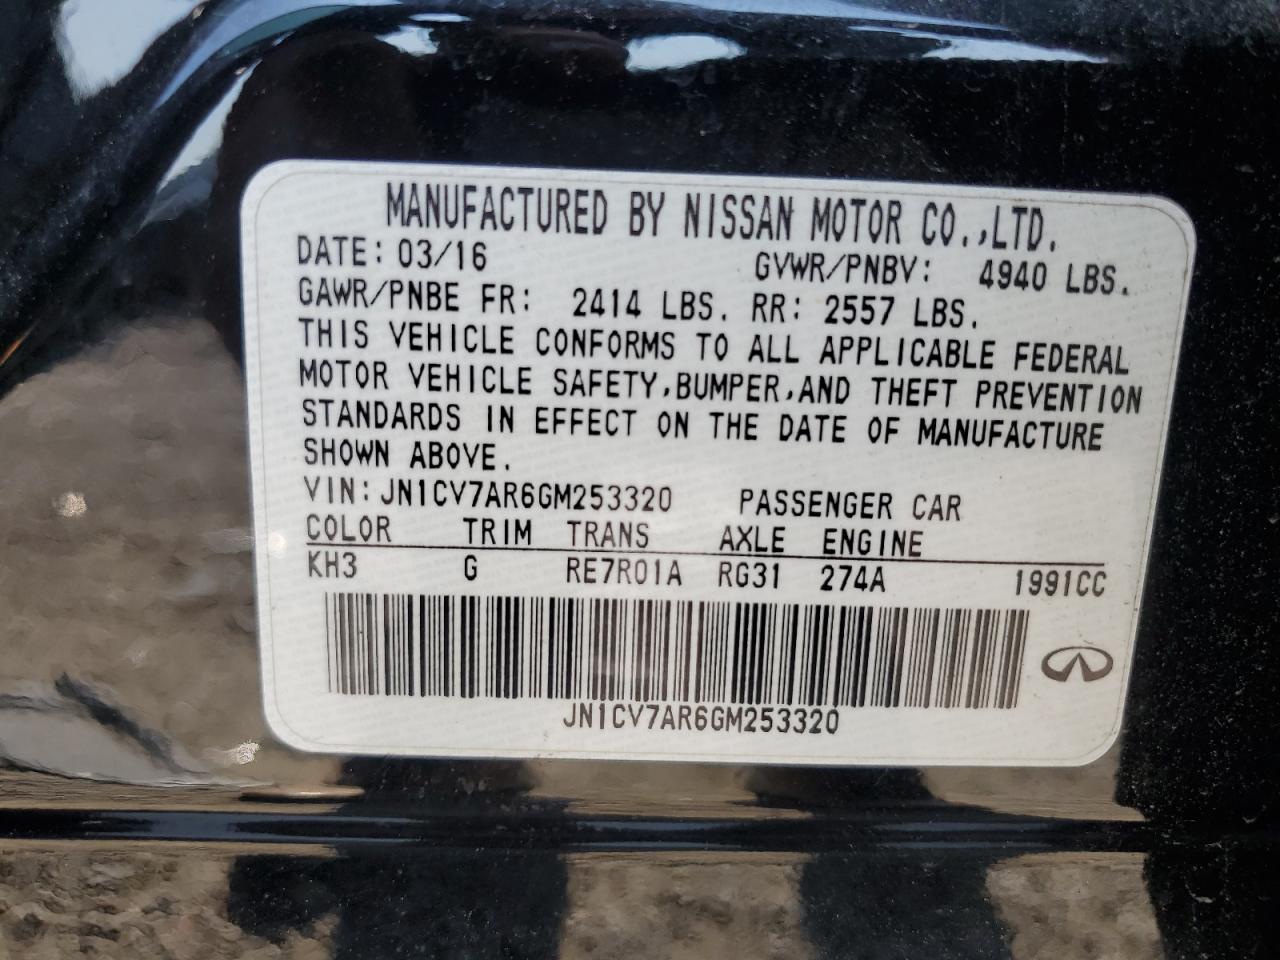 MANUFACTURED BY NISSAN MOTOR CO.,LTD.
DATE: 03/16 GVWR/PNBV: 4940 LBS.
GAWR/PNBE FR: 2414 LBS. RR: 2557 LBS.
THIS VEHICLE CONFORMS TO ALL APPLICABLE FEDERAL
MOTOR VEHICLE SAFETY,BUMPER,AND THEFT PREVENTION
STANDARDS IN EFFECT ON THE DATE OF MANUFACTURE
SHOWN ABOVE.
VIN: JN1CV7AR6GM253320 PASSENGER CAR
COLOR TRIM TRANS AXLE ENGINE
KH3 G RE7R01A RG31 274A 1991CC
JN1CV7AR6GM253320